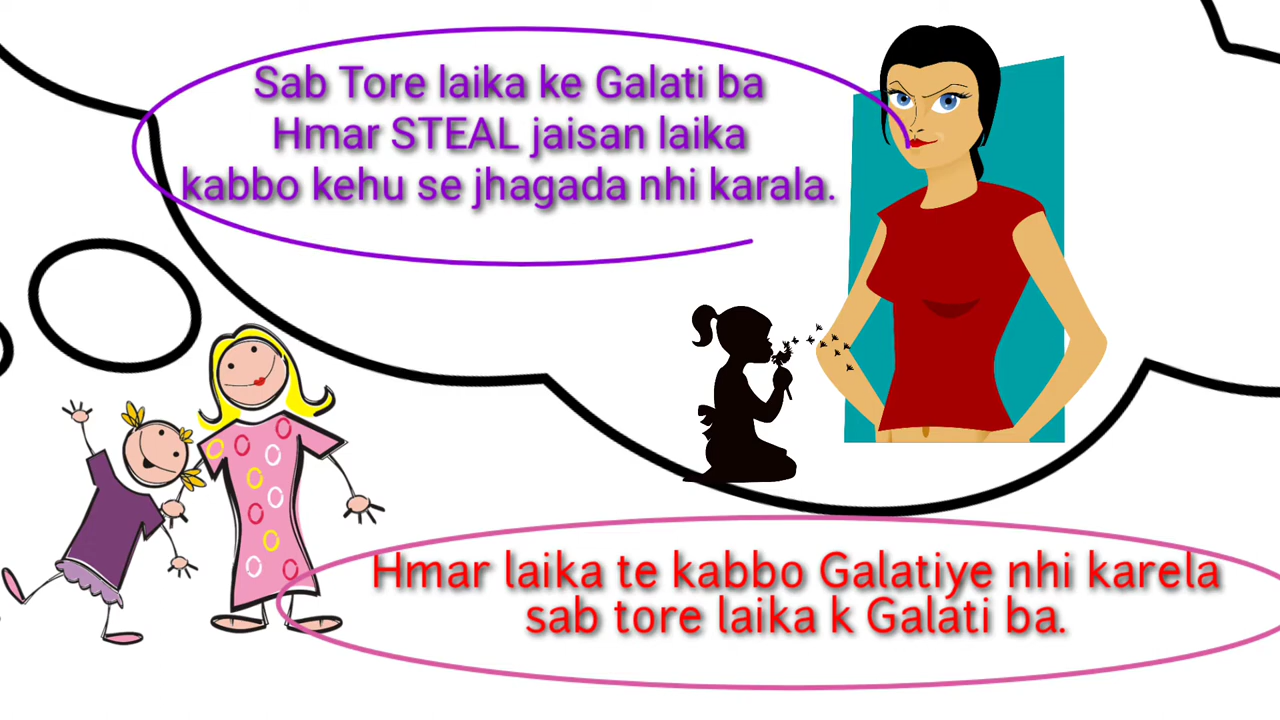 Sab Tore laika ke Galati ba
Hmar STEAL jaisan laika
kabbo kehu se jhagada nhi karala.
Hmar laika te kabbo Galatiye nhi karela
sab tore laika k Galati ba.